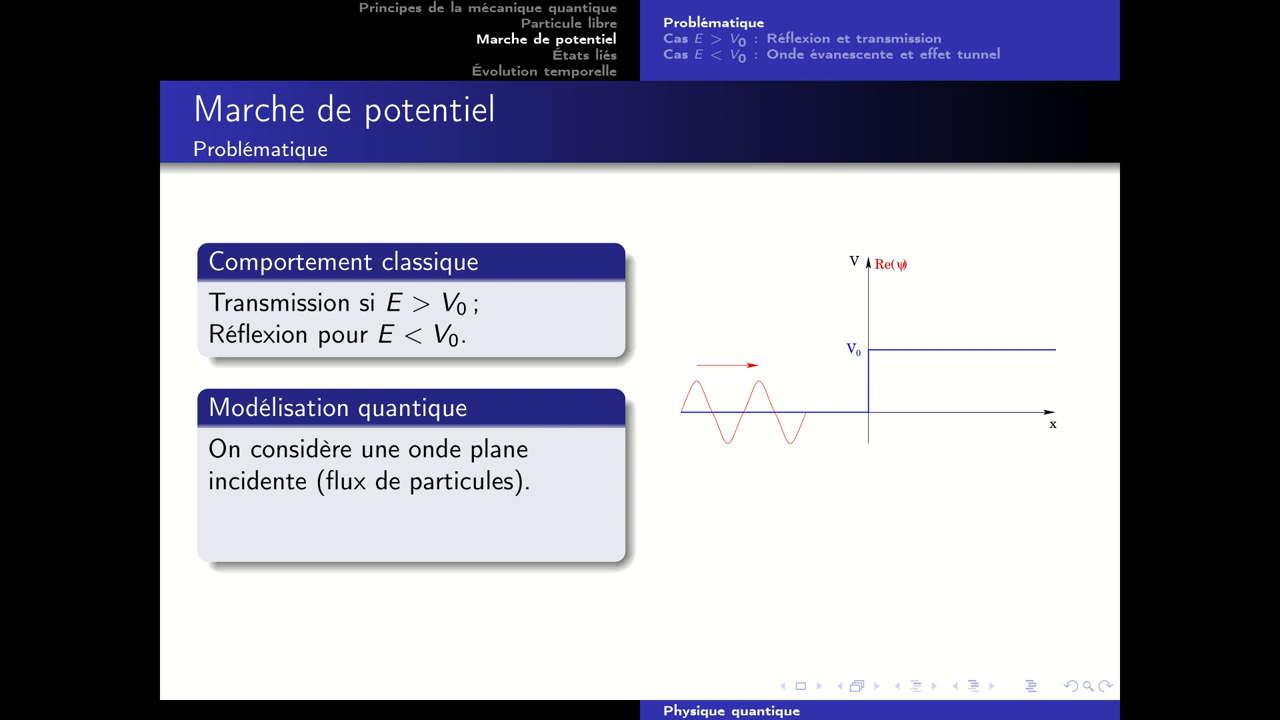 Principes de la mécanique quantique
Particule libre
Marche de potentiel
États liés
Évolution temporelle
Problématique
Cas E > V₀ : Réflexion et transmission
Cas E < V₀ : Onde évanescente et effet tunnel
Marche de potentiel
Problématique
Comportement classique
Transmission si E > V₀ ;
Réflexion pour E < V₀.
Modélisation quantique
On considère une onde plane
incidente (flux de particules).
V
Re(ψ)
V₀
x
Physique quantique